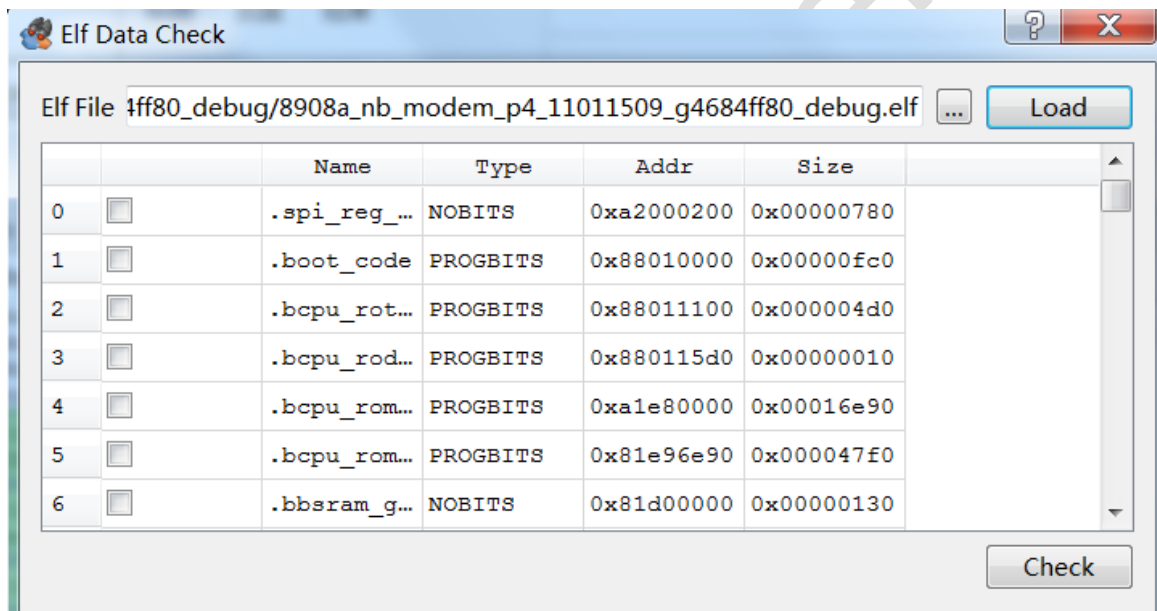 Elf Data Check
Elf File 4ff80_debug/8908a_nb_modem_p4_11011509_g4684ff80_debug.elf ... Load
Name Type Addr Size
0 .spi_reg_… NOBITS 0xa2000200 0x00000780
1 .boot_code PROGBITS 0x88010000 0x00000fc0
2 .bcpu_rot… PROGBITS 0x88011100 0x000004d0
3 .bcpu_rod… PROGBITS 0x880115d0 0x00000010
4 .bcpu_rom… PROGBITS 0xa1e80000 0x00016e90
5 .bcpu_rom… PROGBITS 0x81e96e90 0x000047f0
6 .bbsram_g… NOBITS 0x81d00000 0x00000130
Check